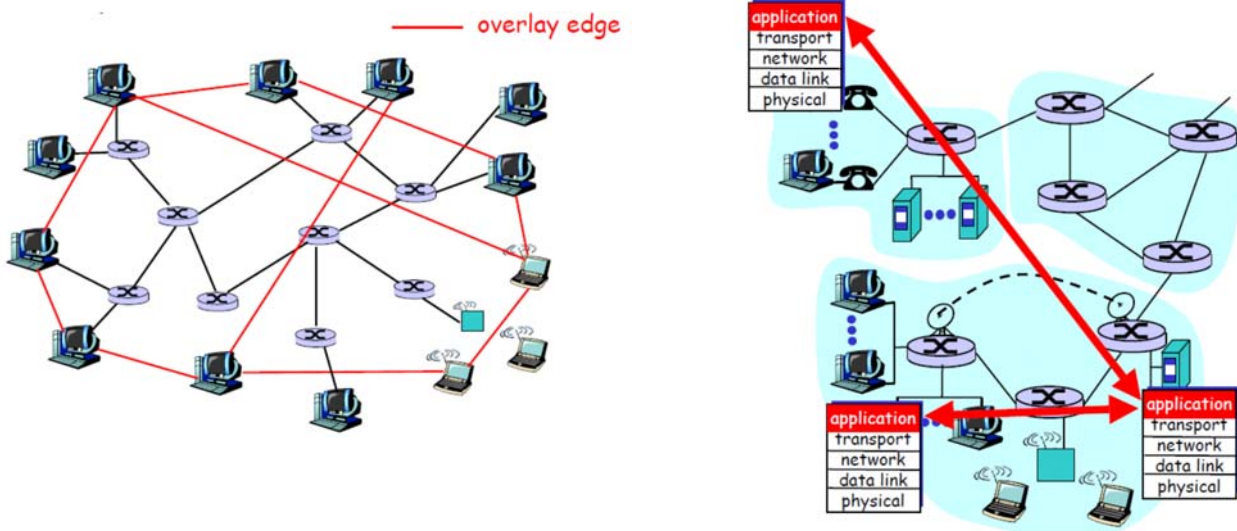 overlay edge
application
transport
network
data link
physical
application
transport
network
data link
physical
application
transport
network
data link
physical